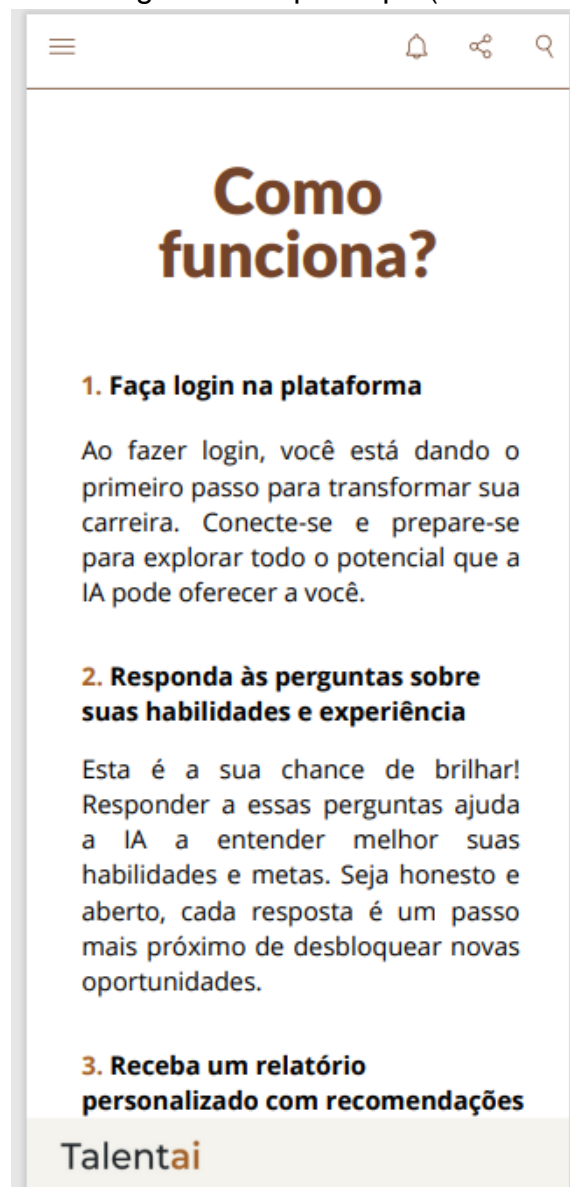 Como
funciona?
1. Faça login na plataforma
Ao fazer login, você está dando o
primeiro passo para transformar sua
carreira. Conecte-se e prepare-se
para explorar todo o potencial que a
IA pode oferecer a você.
2. Responda às perguntas sobre
suas habilidades e experiência
Esta é a sua chance de brilhar!
Responder a essas perguntas ajuda
a IA a entender melhor suas
habilidades e metas. Seja honesto e
aberto, cada resposta é um passo
mais próximo de desbloquear novas
oportunidades.
3. Receba um relatório
personalizado com recomendações
Talentai